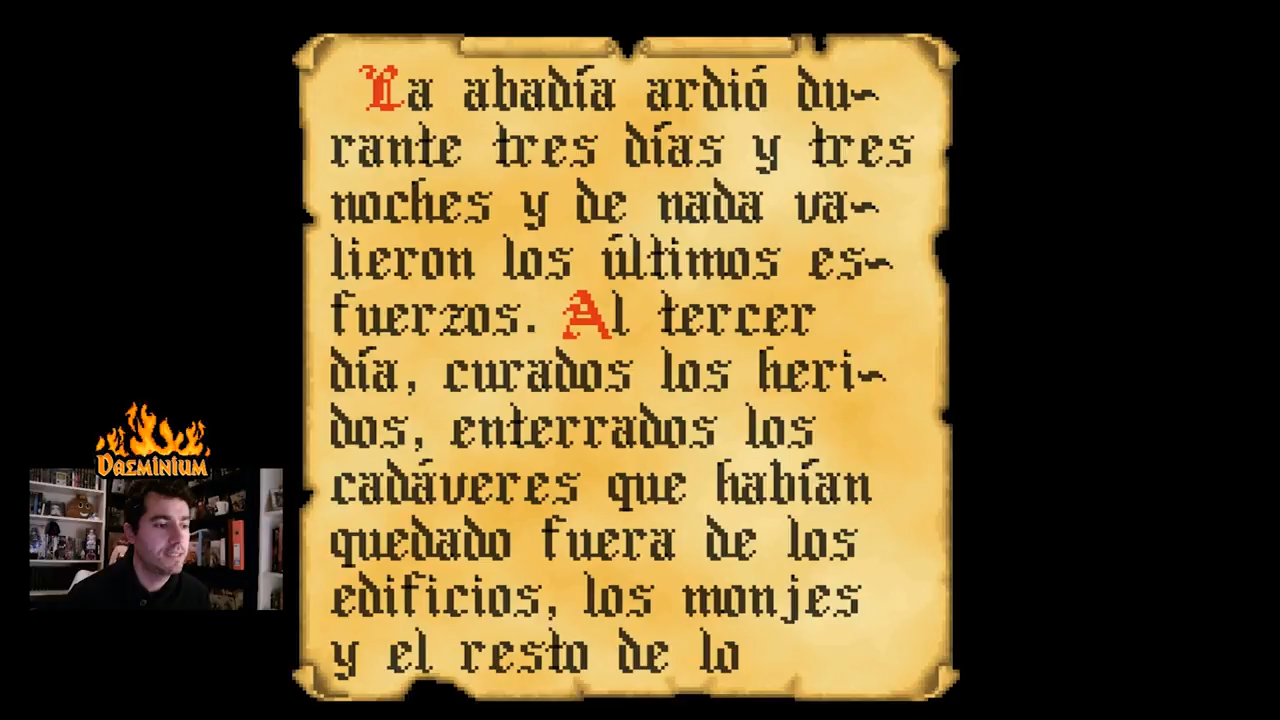 La abadía ardió du~
rante tres días y tres
noches y de nada va~
lieron los últimos es~
fuerzos. Al tercer
día, curados los heri~
dos, enterrados los
cadáveres que habían
quedado fuera de los
edificios, los monjes
y el resto de lo
DAEMINIUM